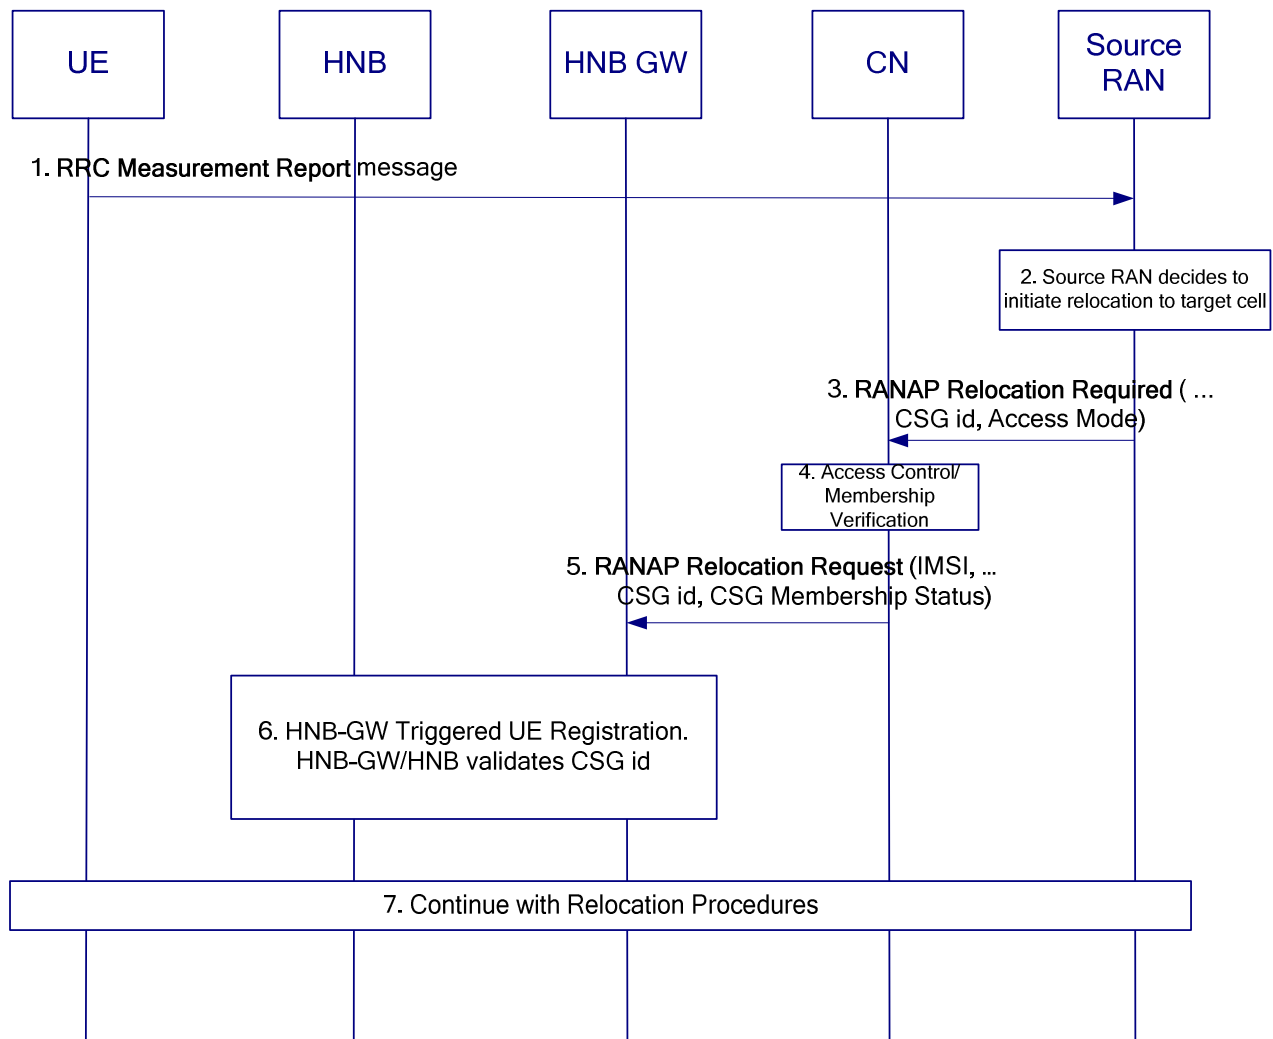 UE
HNB
HNB GW
CN
Source
RAN
1. RRC Measurement Report message
2. Source RAN decides to
initiate relocation to target cell
3. RANAP Relocation Required ( ...
CSG id, Access Mode)
4. Access Control/
Membership
Verification
5. RANAP Relocation Request (IMSI, ...
CSG id, CSG Membership Status)
6. HNB-GW Triggered UE Registration.
HNB-GW/HNB validates CSG id
7. Continue with Relocation Procedures